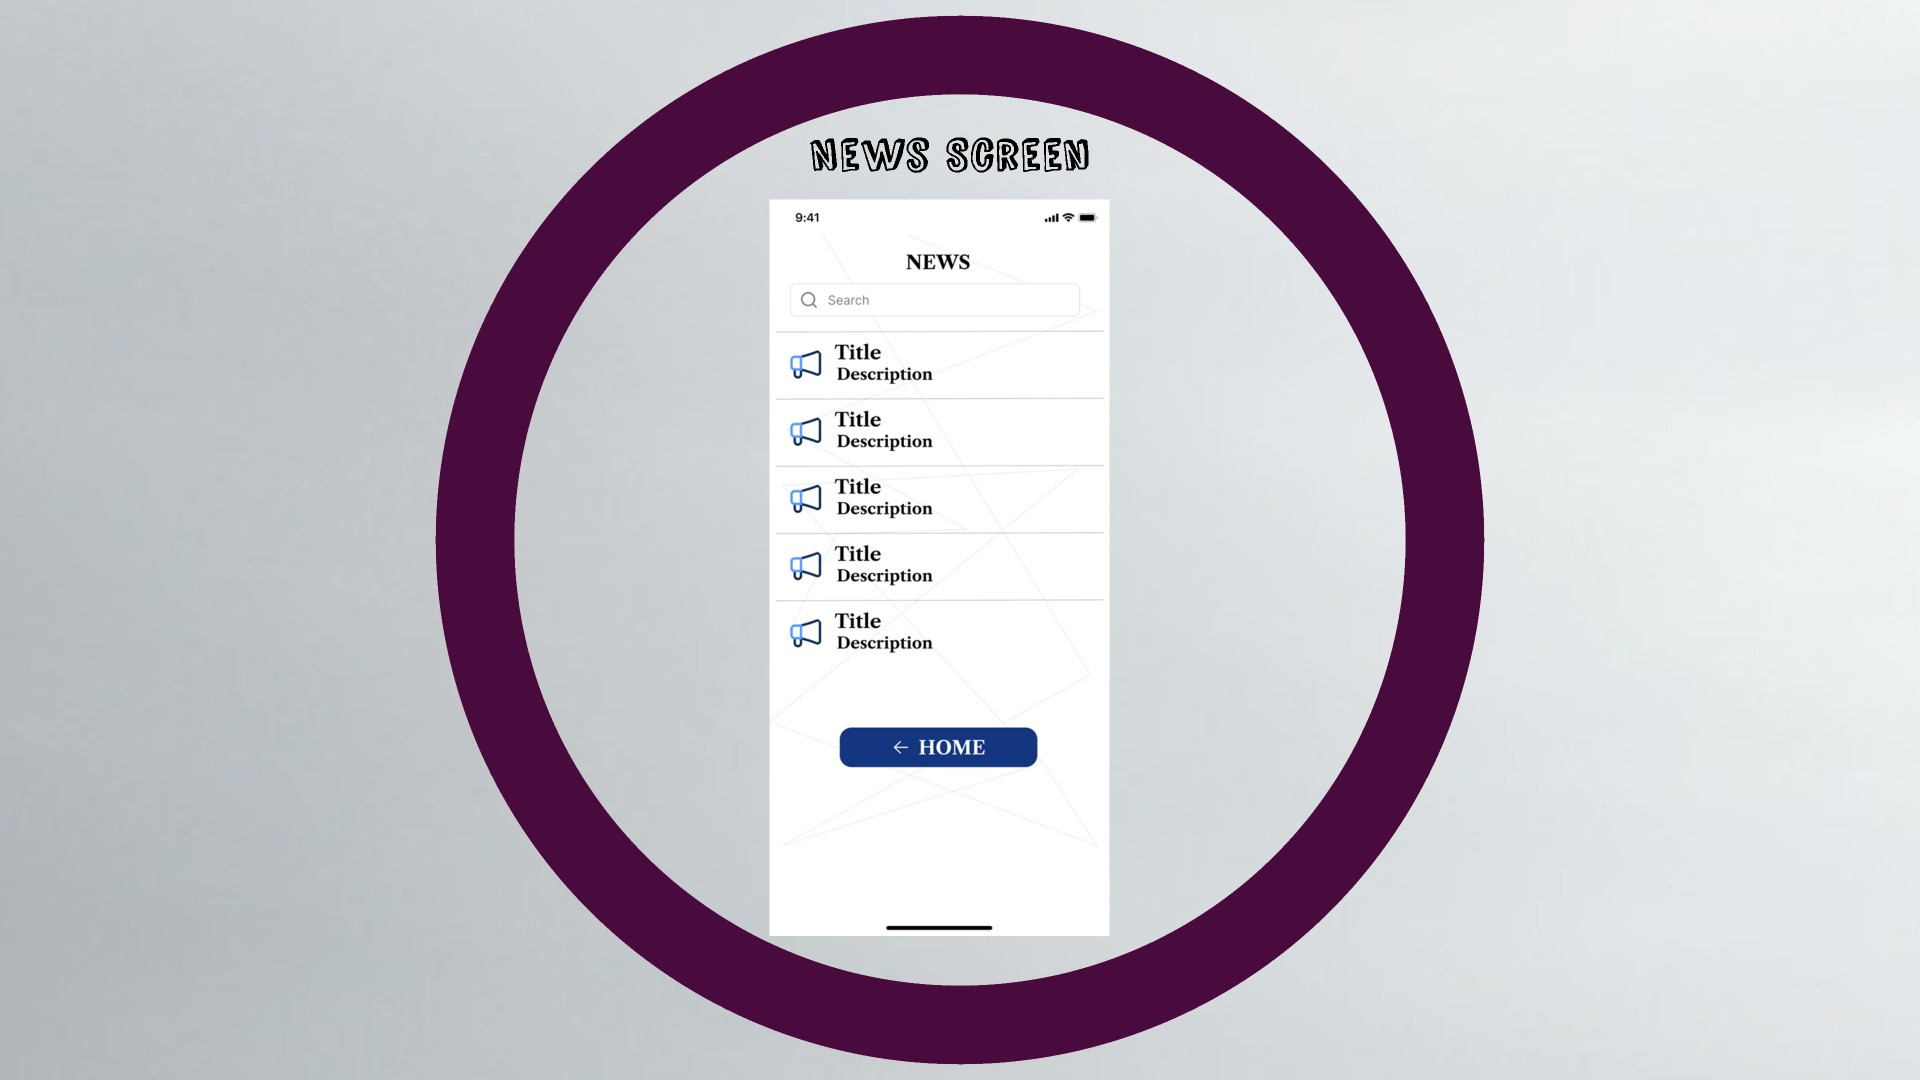 NEWS SCREEN
9:41
NEWS
Search
Title
Description
Title
Description
Title
Description
Title
Description
Title
Description
← HOME